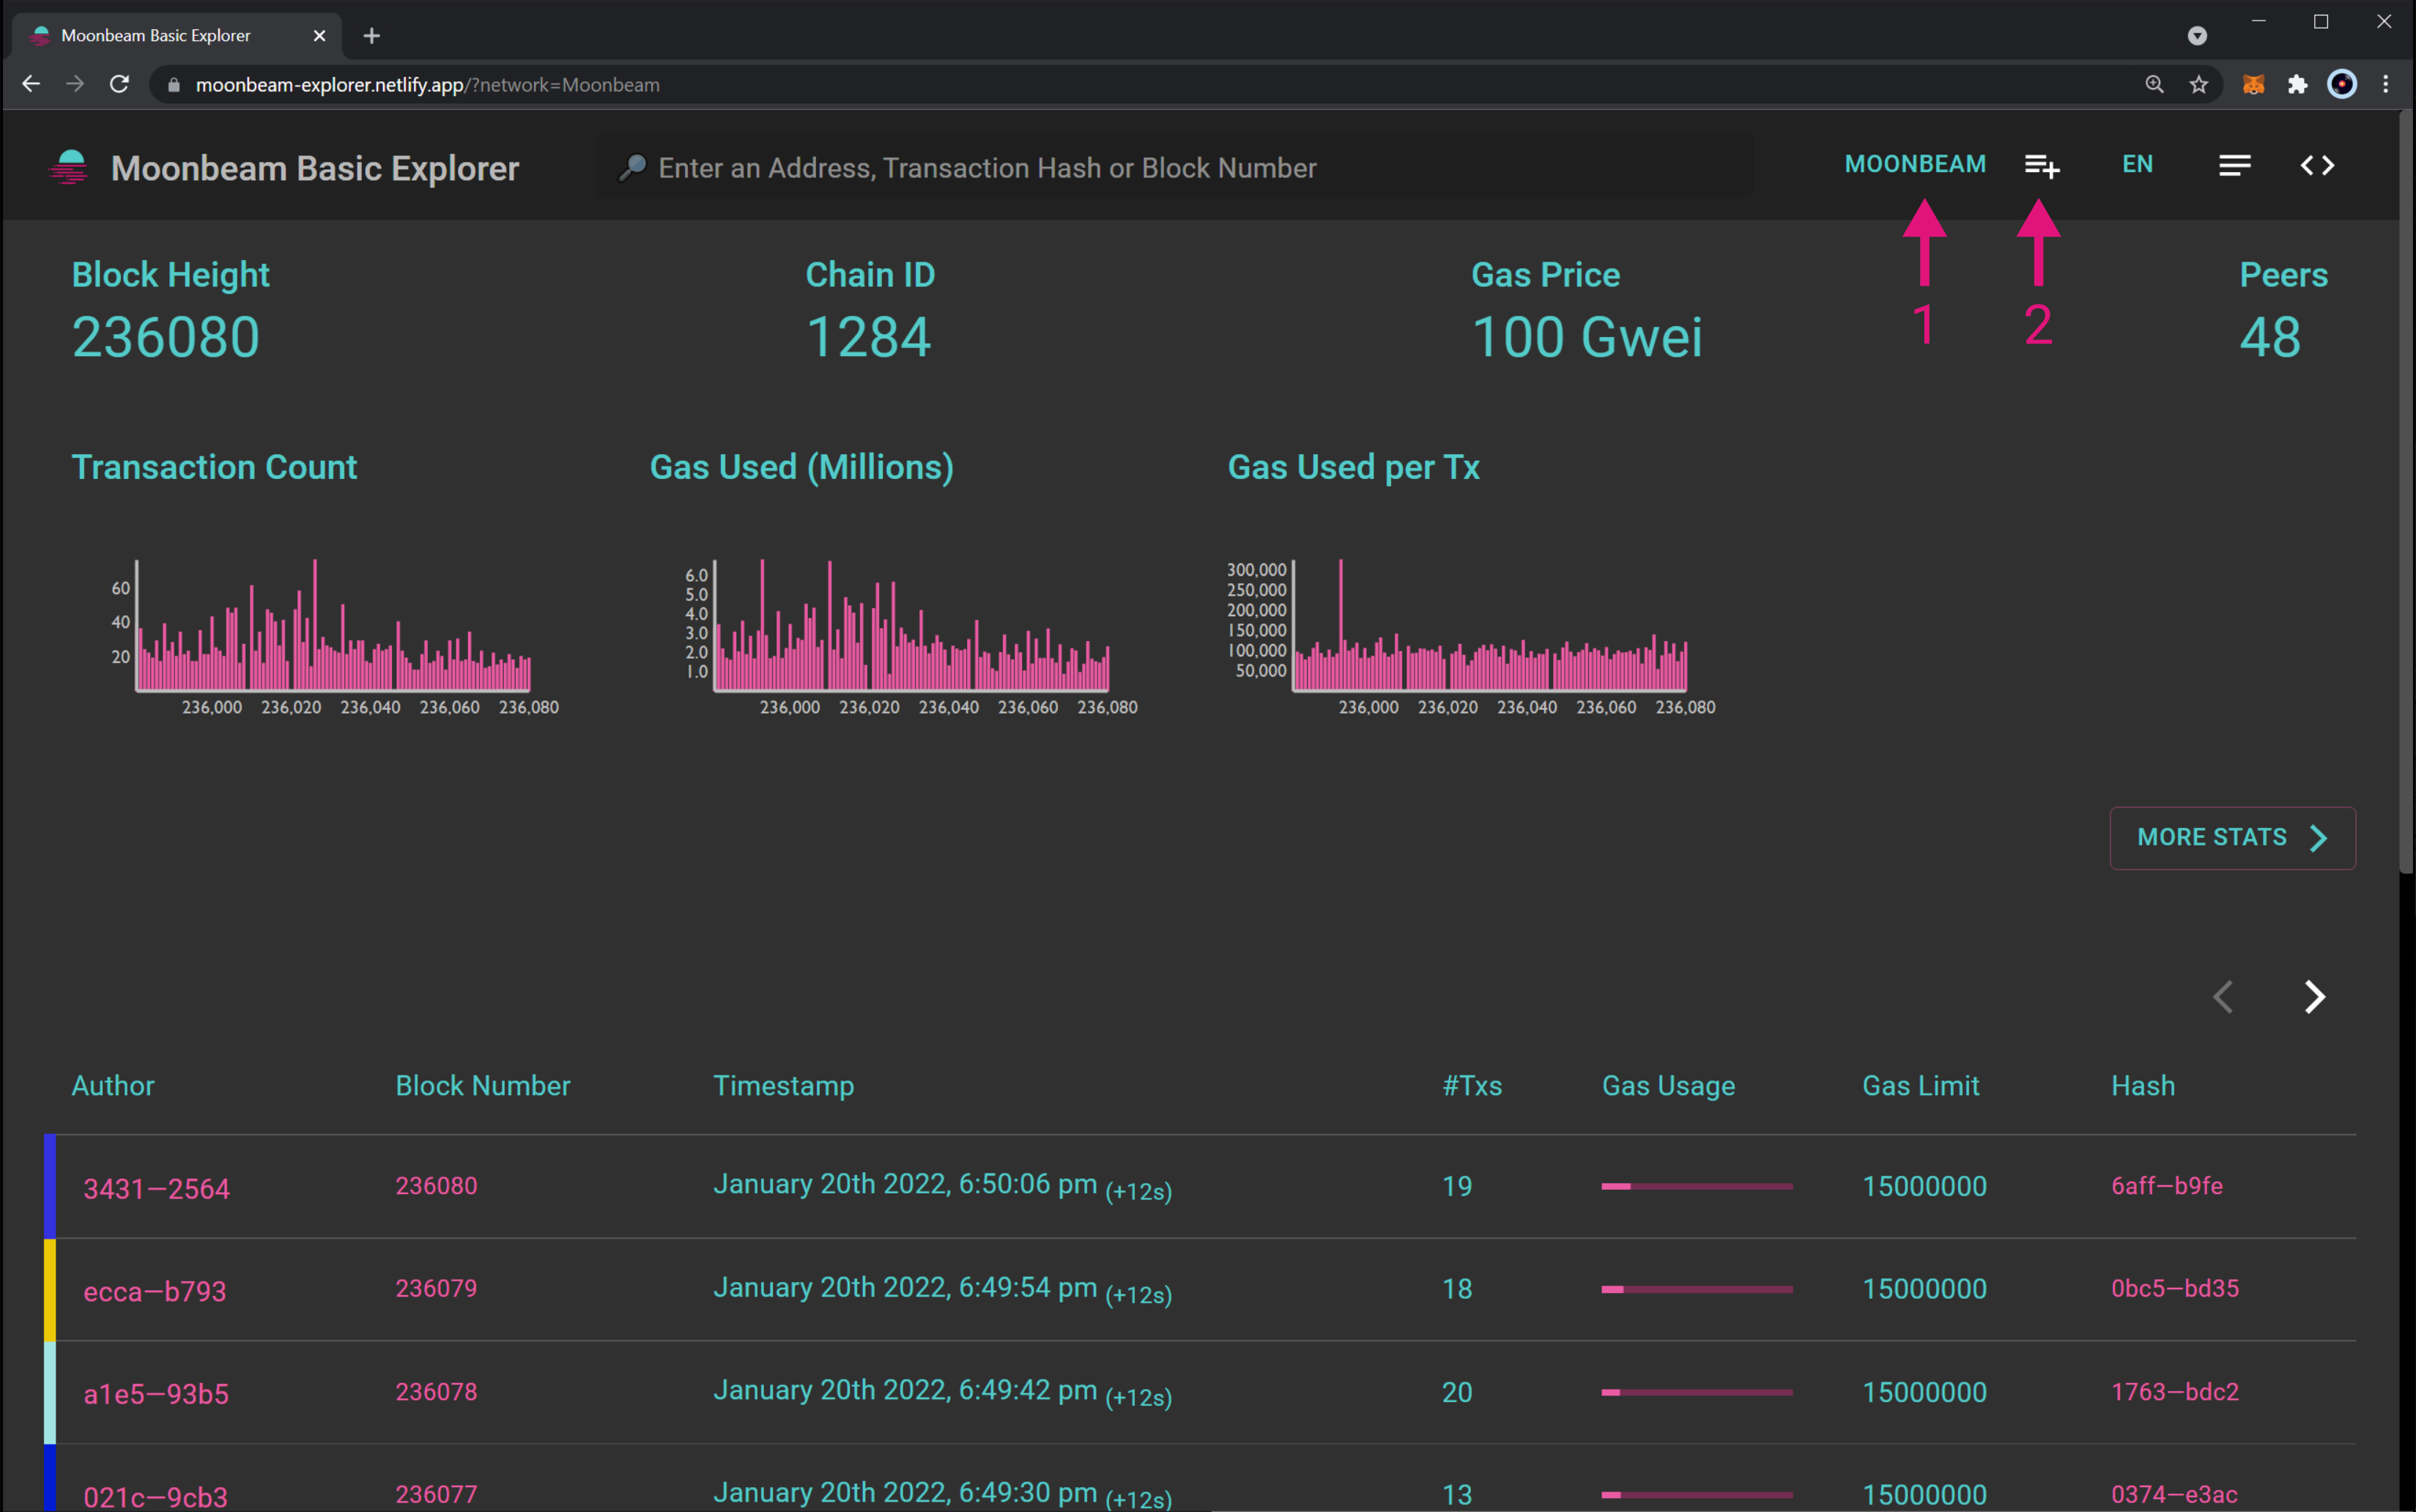 Moonbeam Basic Explorer
moonbeam-explorer.netlify.app/?network=Moonbeam
Moonbeam Basic Explorer
Enter an Address, Transaction Hash or Block Number
MOONBEAM
EN
1
2
Block Height
236080
Chain ID
1284
Gas Price
100 Gwei
Peers
48
Transaction Count
60
40
20
236,000 236,020 236,040 236,060 236,080
Gas Used (Millions)
6.0
5.0
4.0
3.0
2.0
1.0
236,000 236,020 236,040 236,060 236,080
Gas Used per Tx
300,000
250,000
200,000
150,000
100,000
50,000
236,000 236,020 236,040 236,060 236,080
MORE STATS
Author Block Number Timestamp #Txs Gas Usage Gas Limit Hash
3431—2564 236080 January 20th 2022, 6:50:06 pm (+12s) 19 15000000 6aff—b9fe
ecca—b793 236079 January 20th 2022, 6:49:54 pm (+12s) 18 15000000 0bc5—bd35
a1e5—93b5 236078 January 20th 2022, 6:49:42 pm (+12s) 20 15000000 1763—bdc2
021c—9cb3 236077 January 20th 2022, 6:49:30 pm (+12s) 13 15000000 0374—e3ac